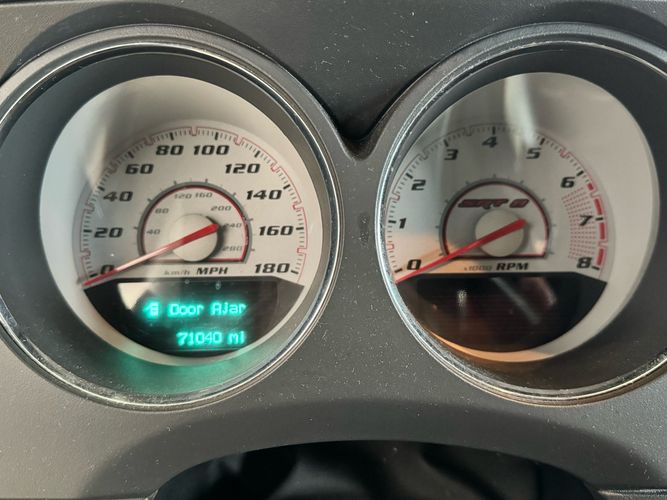 0 20 40 60 80 100 120 140 160 180
80 120 160 200 240 280
km/h MPH
Door Ajar
71040 mi
0 1 2 3 4 5 6 7 8
SRT 8
x1000 RPM